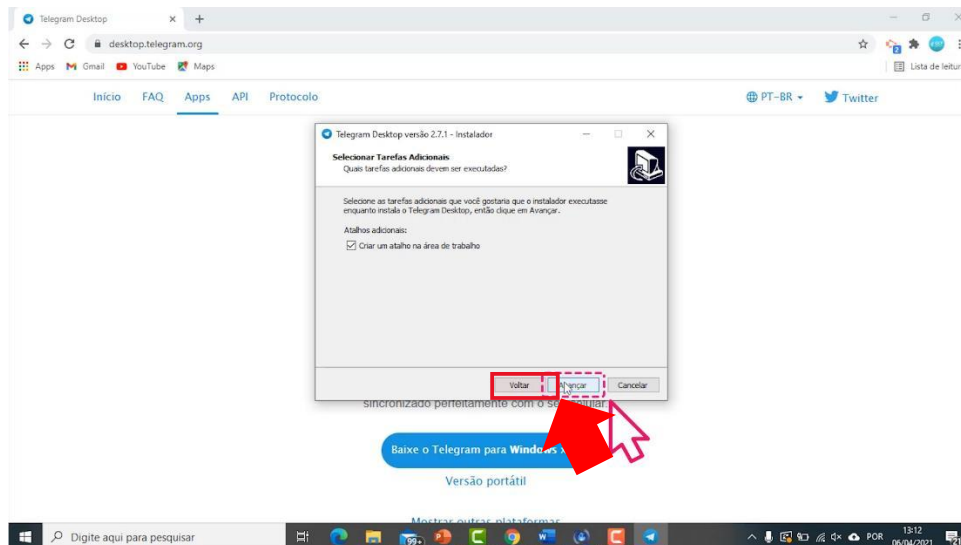 Telegram Desktop
desktop.telegram.org
Apps Gmail YouTube Maps Lista de leitur
Início FAQ Apps API Protocolo PT-BR Twitter
Telegram Desktop versão 2.7.1 - Instalador
Selecionar Tarefas Adicionais
Quais tarefas adicionais devem ser executadas?
Selecione as tarefas adicionais que você gostaria que o instalador executasse
enquanto instala o Telegram Desktop, então clique em Avançar.
Atalhos adicionais:
Criar um atalho na área de trabalho
Voltar Avançar Cancelar
sincronizado perfeitamente com o
Baixe o Telegram para Windows
Versão portátil
Mostrar outras plataformas
Digite aqui para pesquisar 99+ POR 13:12
06/04/2021 21